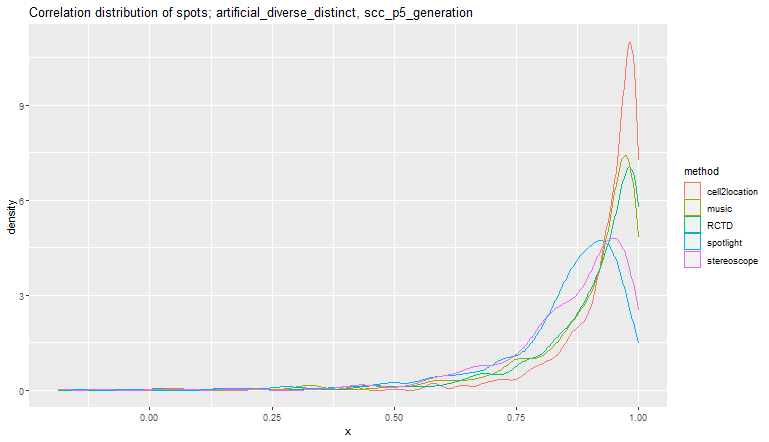 Correlation distribution of spots; artificial_diverse_distinct, scc_p5_generation
9
6
3
0
density
0.00
0.25
0.50
0.75
1.00
x
method
cell2location
music
RCTD
spotlight
stereoscope